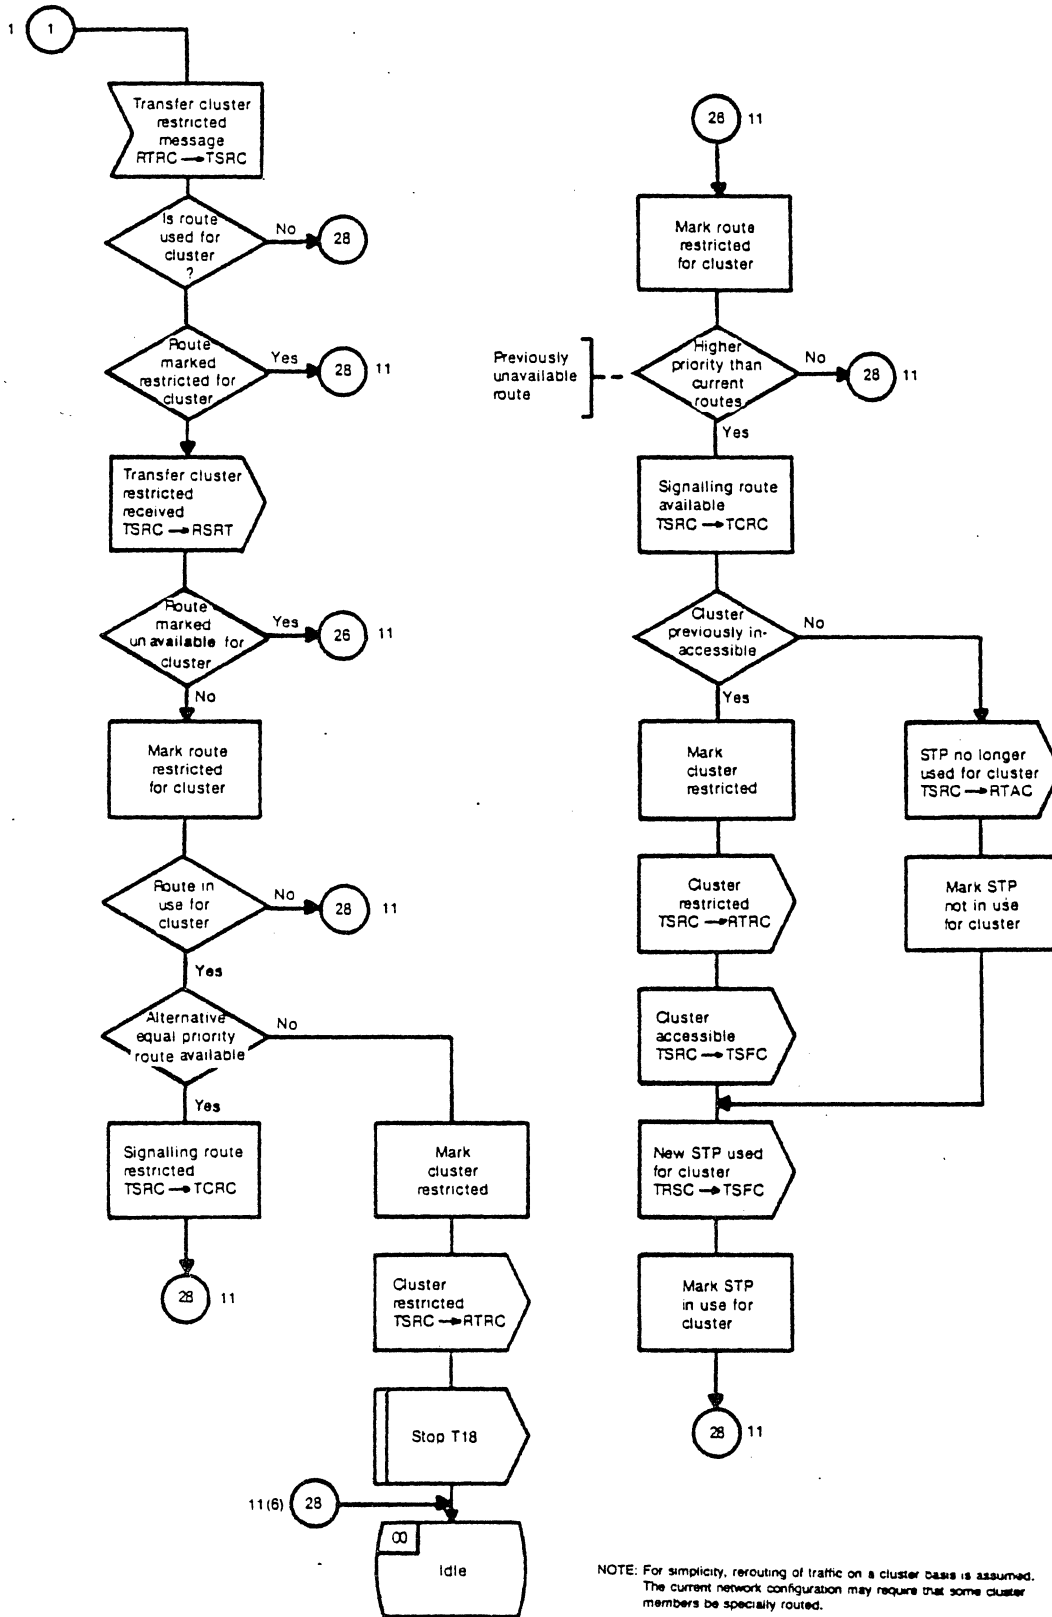 1
1
Transfer cluster
restricted
message
RTRC → TSRC
Is route
used for
cluster
?
No
28
Route
marked
restricted for
cluster
Yes
28
11
Transfer cluster
restricted
received
TSRC → RSRT
Route
marked
unavailable for
cluster
Yes
26
11
No
Mark route
restricted
for cluster
Route in
use for
cluster
No
28
11
Yes
Alternative
equal priority
route available
No
Yes
Signalling route
restricted
TSRC → TCRC
28
11
Mark
cluster
restricted
Cluster
restricted
TSRC → RTRC
Stop T18
11(6)
28
00
Idle
26
11
Mark route
restricted
for cluster
Previously
unavailable
route
Higher
priority than
current
routes
No
28
11
Yes
Signalling route
available
TSRC → TCRC
Cluster
previously in-
accessible
No
Yes
Mark
cluster
restricted
STP no longer
used for cluster
TSRC → RTAC
Cluster
restricted
TSRC → RTRC
Mark STP
not in use
for cluster
Cluster
accessible
TSRC → TSFC
New STP used
for cluster
TRSC → TSFC
Mark STP
in use for
cluster
28
11
NOTE: For simplicity, rerouting of traffic on a cluster basis is assumed.
The current network configuration may require that some cluster
members be specially routed.